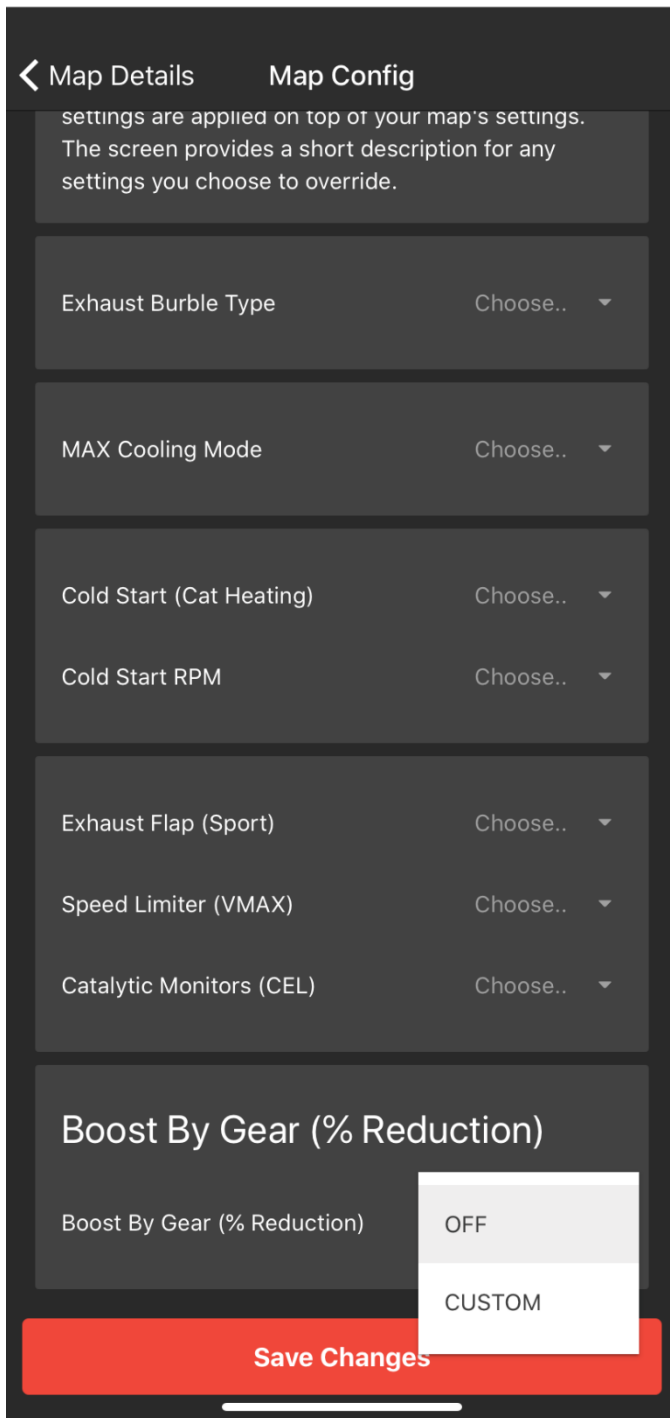 Map Details Map Config
settings are applied on top of your map's settings.
The screen provides a short description for any
settings you choose to override.
Exhaust Burble Type Choose..
MAX Cooling Mode Choose..
Cold Start (Cat Heating) Choose..
Cold Start RPM Choose..
Exhaust Flap (Sport) Choose..
Speed Limiter (VMAX) Choose..
Catalytic Monitors (CEL) Choose..
Boost By Gear (% Reduction)
Boost By Gear (% Reduction) OFF
CUSTOM
Save Changes